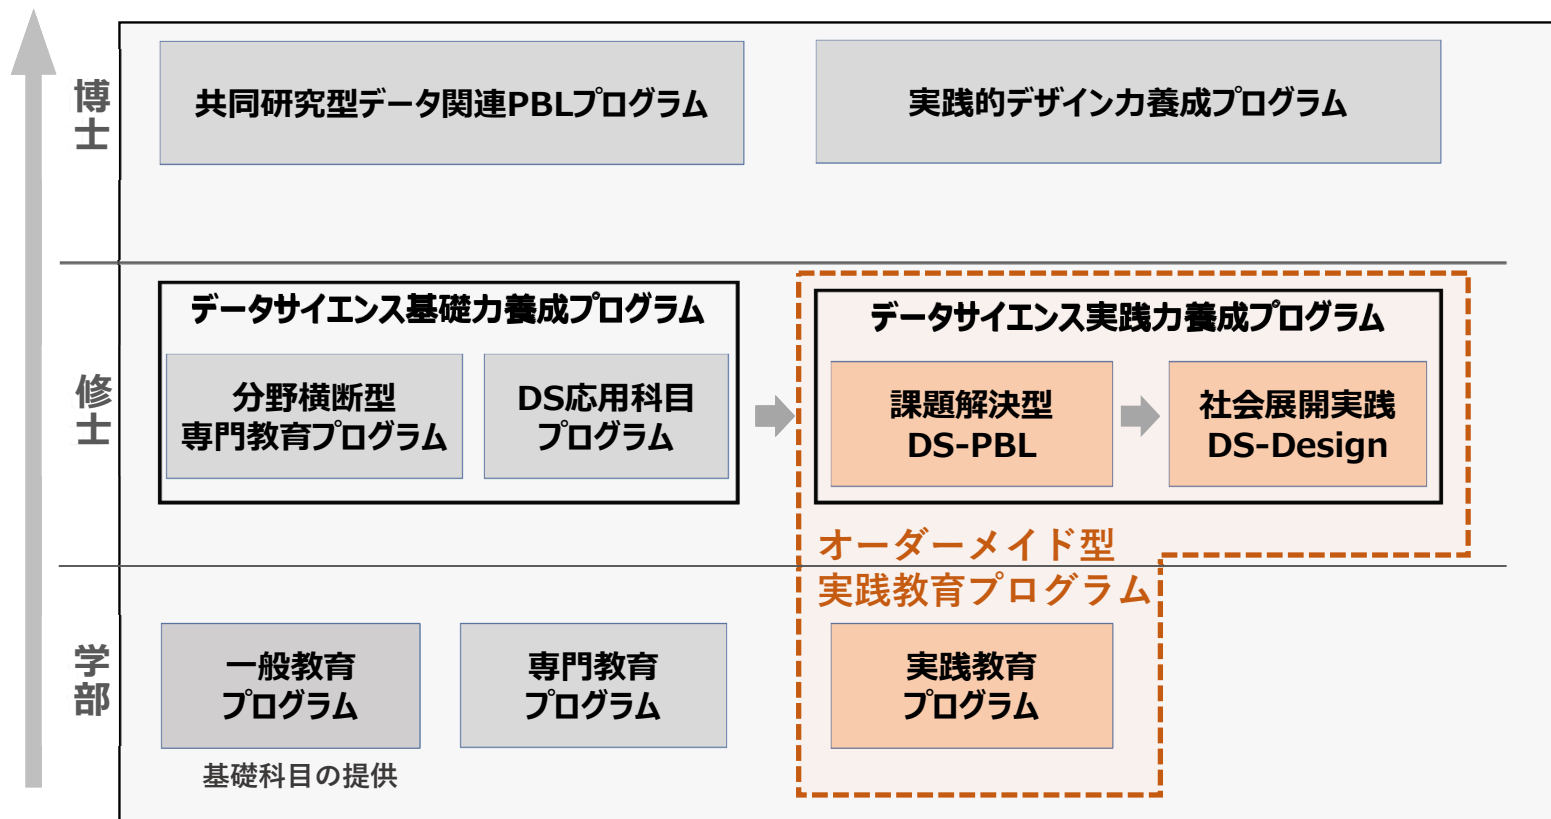 博士
共同研究型データ関連PBLプログラム
実践的デザイン力養成プログラム
修士
データサイエンス基礎力養成プログラム
分野横断型
専門教育プログラム
DS応用科目
プログラム
データサイエンス実践力養成プログラム
課題解決型
DS-PBL
社会展開実践
DS-Design
オーダーメイド型
実践教育プログラム
学部
一般教育
プログラム
基礎科目の提供
専門教育
プログラム
実践教育
プログラム